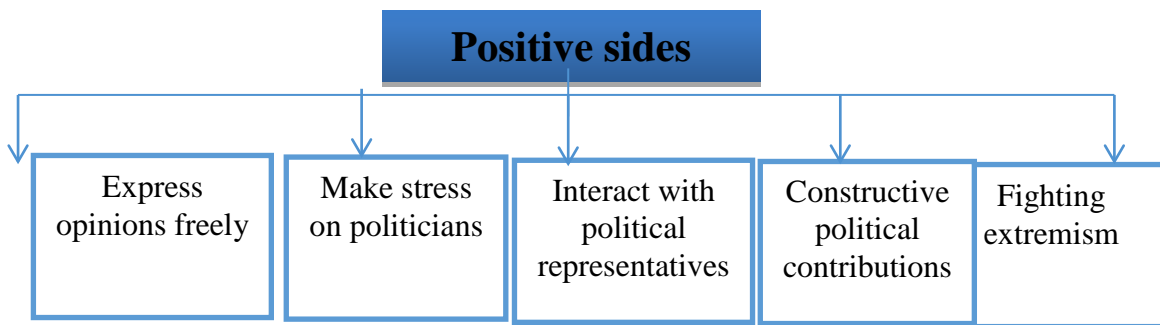 Positive sides
Express
opinions freely
Make stress
on politicians
Interact with
political
representatives
Constructive
political
contributions
Fighting
extremism